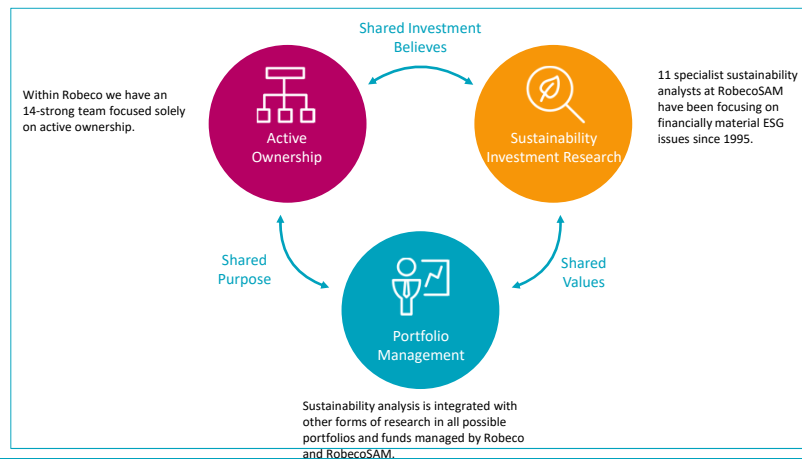 Shared Investment
Believes
Within Robeco we have an
14-strong team focused solely
on active ownership.
Active
Ownership
Sustainability
Investment Research
11 specialist sustainability
analysts at RobecoSAM
have been focusing on
financially material ESG
issues since 1995.
Shared
Purpose
Shared
Values
Portfolio
Management
Sustainability analysis is integrated with
other forms of research in all possible
portfolios and funds managed by Robeco
and RobecoSAM.